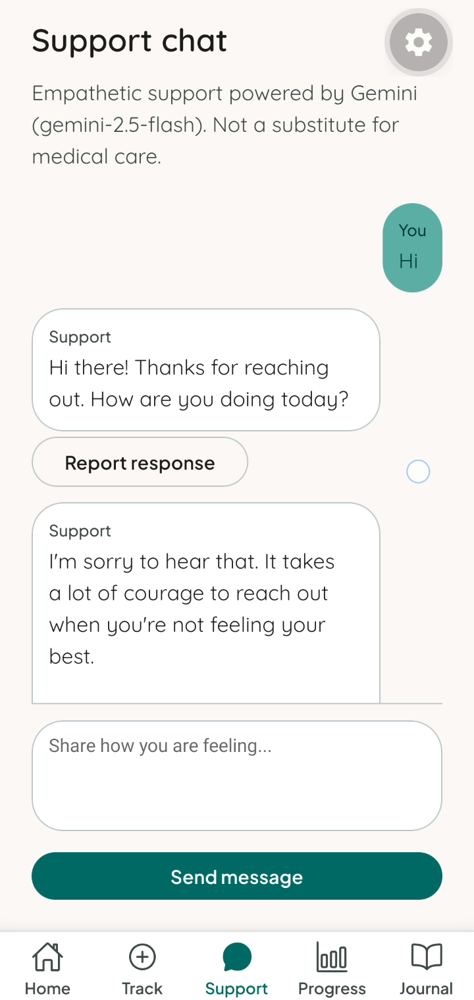 Support chat
Empathetic support powered by Gemini
(gemini-2.5-flash). Not a substitute for
medical care.
You
Hi
Support
Hi there! Thanks for reaching
out. How are you doing today?
Report response
Support
I'm sorry to hear that. It takes
a lot of courage to reach out
when you're not feeling your
best.
Share how you are feeling...
Send message
Home
Track
Support
Progress
Journal